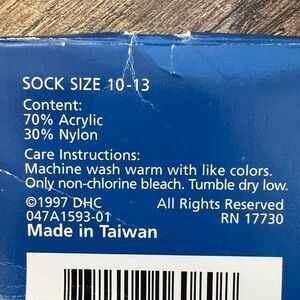 SOCK SIZE 10-13
Content:
70% Acrylic
30% Nylon
Care Instructions:
Machine wash warm with like colors.
Only non-chlorine bleach. Tumble dry low.
©1997 DHC All Rights Reserved
047A1593-01 RN 17730
Made in Taiwan